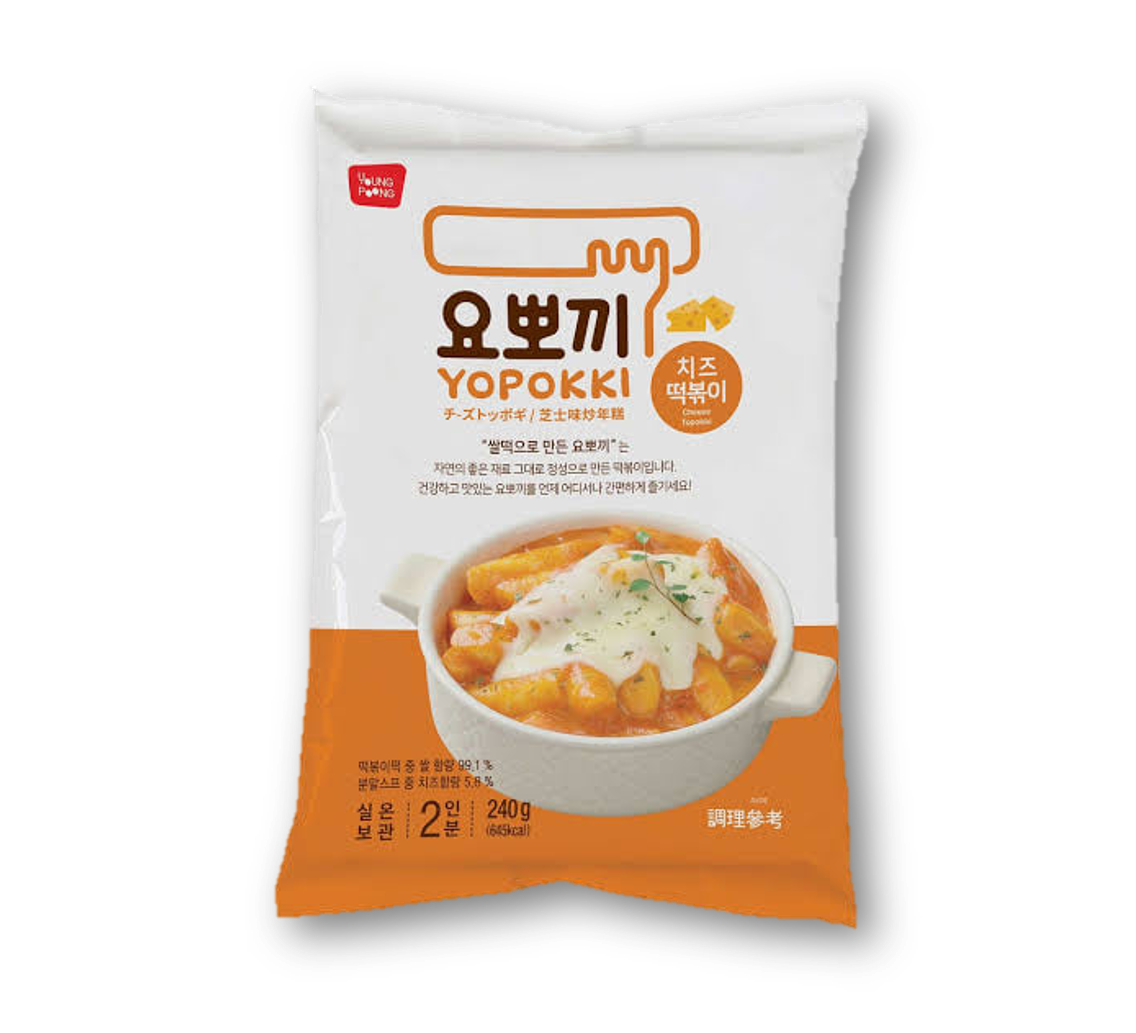 YOUNG
POONG
요뽀끼
YOPOKKI
チーズトッポギ / 芝士味炒年糕
치즈
떡볶이
Cheese
Topokki
"쌀떡으로 만든 요뽀끼"는
자연의 좋은 재료 그대로 정성으로 만든 떡볶이입니다.
건강하고 맛있는 요뽀끼를 언제 어디서나 간편하게 즐기세요!
떡볶이떡 중 쌀 함량 99.1 %
분말스프 중 치즈함량 5.8 %
실온
보관
2인분
240g
(645kcal)
調理參考